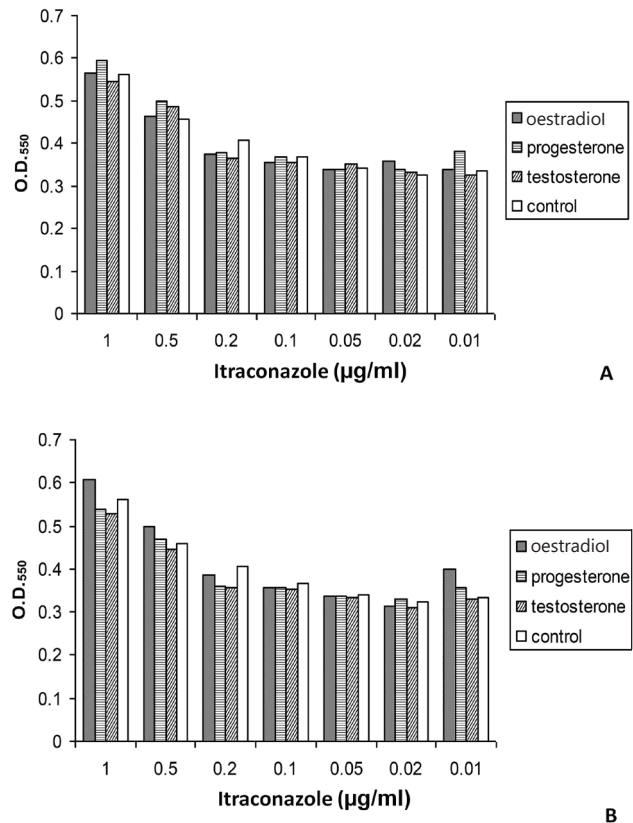 0.7
0.6
0.5
0.4
0.3
0.2
0.1
0
O.D.550
1 0.5 0.2 0.1 0.05 0.02 0.01
Itraconazole (µg/ml)
oestradiol
progesterone
testosterone
control
A
0.7
0.6
0.5
0.4
0.3
0.2
0.1
0
O.D.550
1 0.5 0.2 0.1 0.05 0.02 0.01
Itraconazole (µg/ml)
oestradiol
progesterone
testosterone
control
B